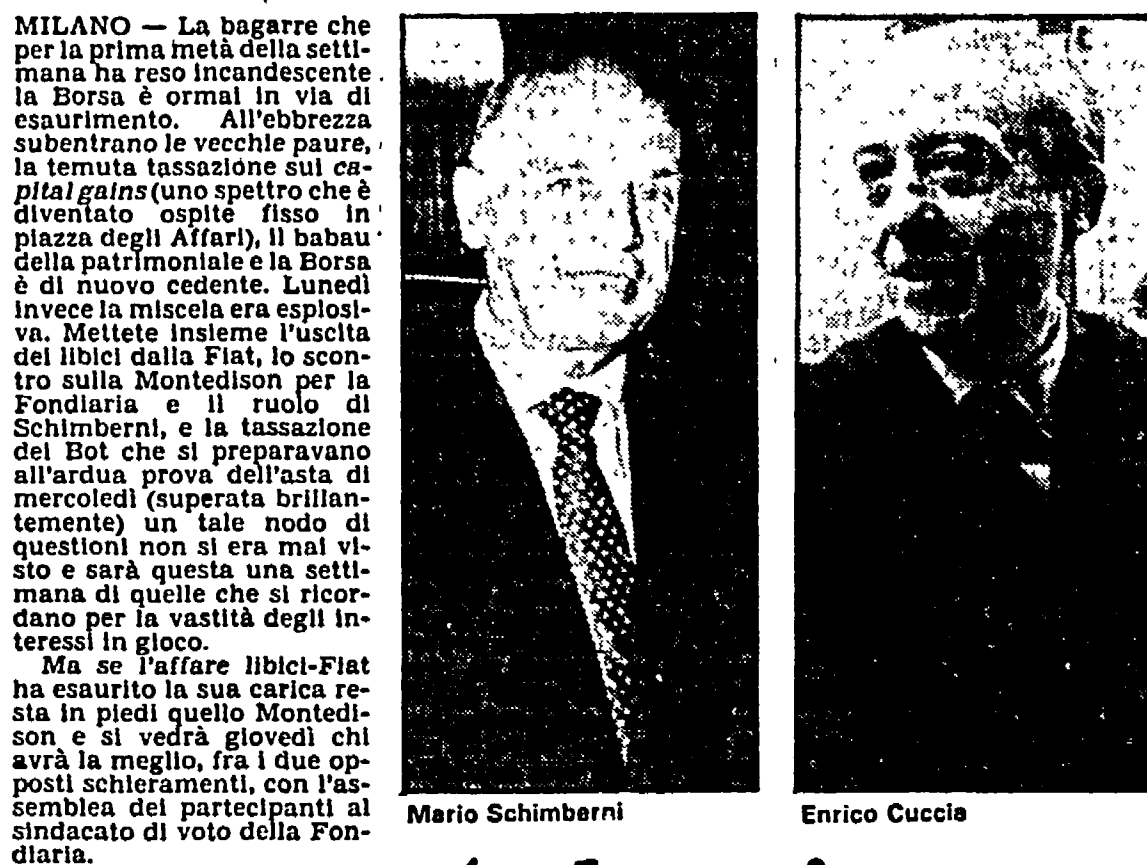 MILANO — La bagarre che
per la prima metà della setti-
mana ha reso incandescente
la Borsa è ormai in via di
esaurimento. All'ebbrezza
subentrano le vecchie paure,
la temuta tassazione sui ca-
pital gains (uno spettro che è
diventato ospite fisso in
piazza degli Affari), il babau
della patrimoniale e la Borsa
è di nuovo cedente. Lunedì
invece la miscela era esplosi-
va. Mettete insieme l'uscita
dei libici dalla Fiat, lo scon-
tro sulla Montedison per la
Fondiaria e il ruolo di
Schimberni, e la tassazione
dei Bot che si preparavano
all'ardua prova dell'asta di
mercoledì (superata brillan-
temente) un tale nodo di
questioni non si era mai vi-
sto e sarà questa una setti-
mana di quelle che si ricor-
dano per la vastità degli in-
teressi in gioco.
Ma se l'affare libici-Fiat
ha esaurito la sua carica re-
sta in piedi quello Montedi-
son e si vedrà giovedì chi
avrà la meglio, fra i due op-
posti schieramenti, con l'as-
semblea dei partecipanti al
sindacato di voto della Fon-
diaria.
Mario Schimberni
Enrico Cuccia